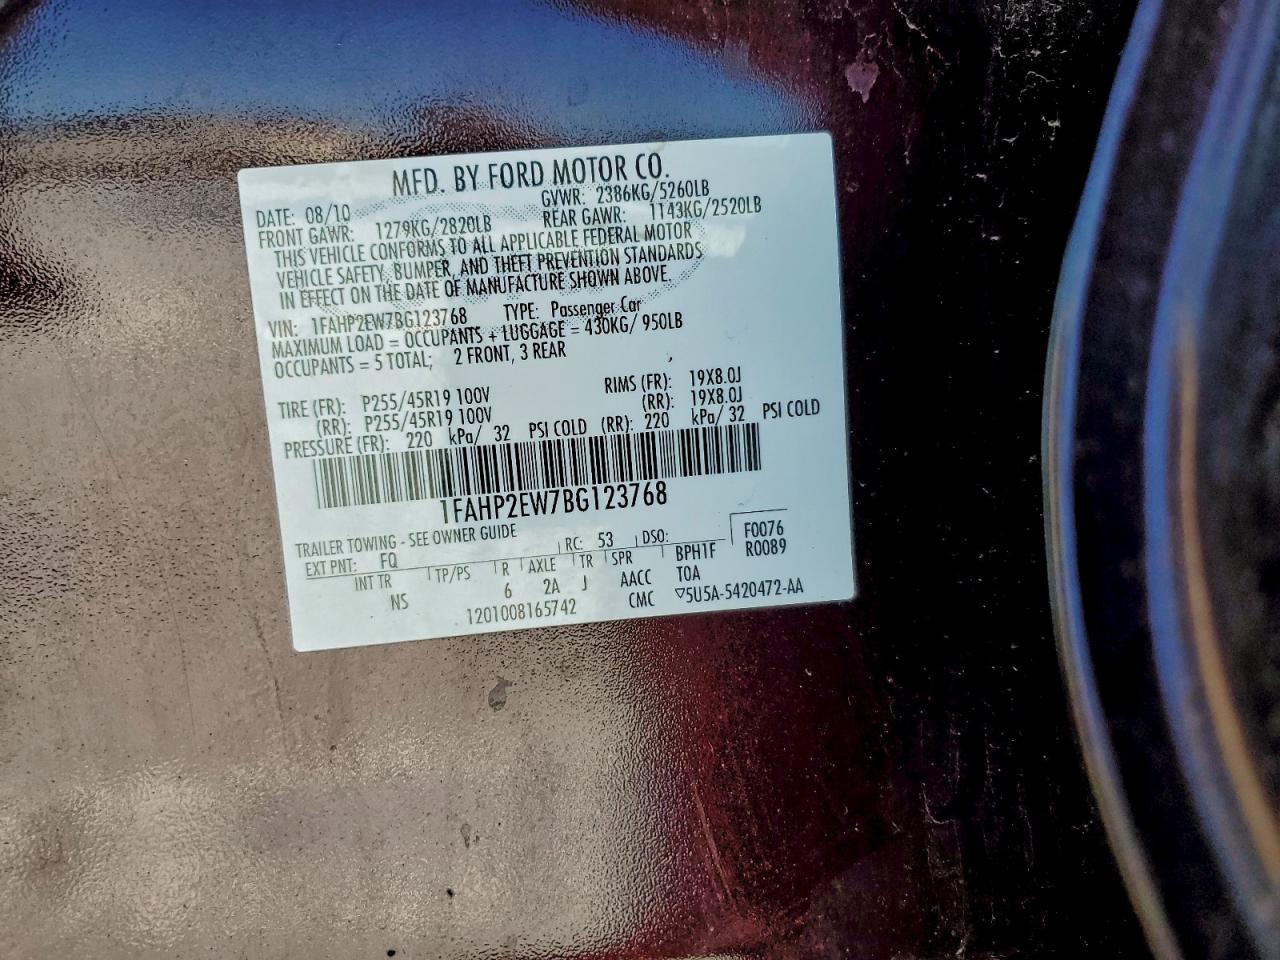 MFD. BY FORD MOTOR CO.
DATE: 08/10 GVWR: 2386KG/5260LB
FRONT GAWR: 1279KG/2820LB REAR GAWR: 1143KG/2520LB
THIS VEHICLE CONFORMS TO ALL APPLICABLE FEDERAL MOTOR
VEHICLE SAFETY, BUMPER, AND THEFT PREVENTION STANDARDS
IN EFFECT ON THE DATE OF MANUFACTURE SHOWN ABOVE.
VIN: 1FAHP2EW7BG123768 TYPE: Passenger Car
MAXIMUM LOAD = OCCUPANTS + LUGGAGE = 430KG/ 950LB
OCCUPANTS = 5 TOTAL; 2 FRONT, 3 REAR
TIRE (FR): P255/45R19 100V RIMS (FR): 19X8.0J
(RR): P255/45R19 100V (RR): 19X8.0J
PRESSURE (FR): 220 kPa/ 32 PSI COLD (RR): 220 kPa/ 32 PSI COLD
1FAHP2EW7BG123768
TRAILER TOWING - SEE OWNER GUIDE
EXT PNT: FQ RC: 53 DSO: F0076
INT TR TP/PS R AXLE TR SPR BPH1F R0089
NS 6 2A J AACC TOA
1201008165742 CMC ▽5U5A-5420472-AA